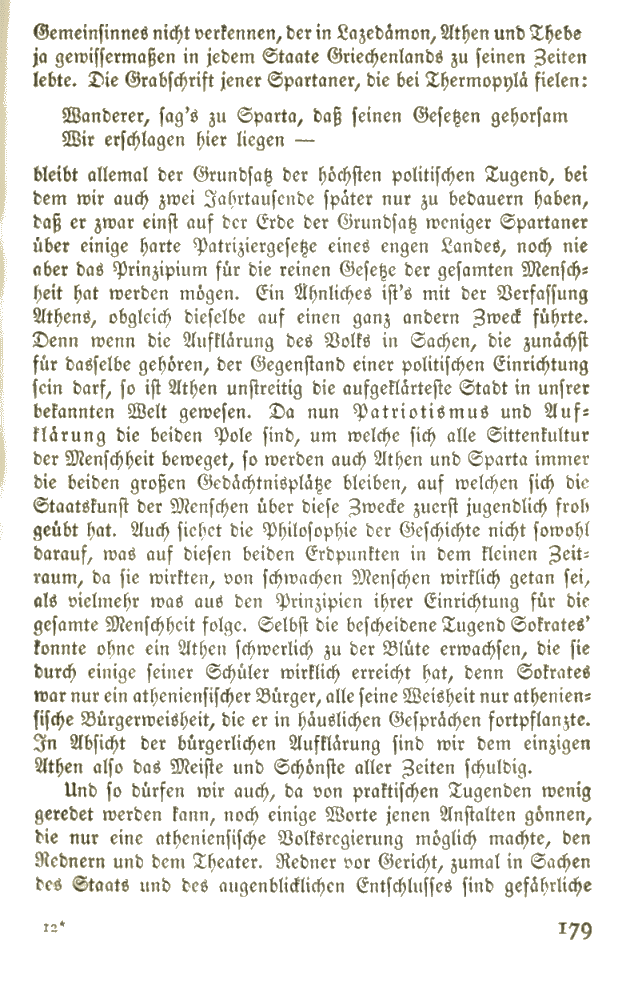 Gemeinsinnes nicht verkennen, der in Lazedämon, Athen und Thebe
ja gewissermaßen in jedem Staate Griechenlands zu seinen Zeiten
lebte. Die Grabschrift jener Spartaner, die bei Thermopylä fielen:
Wanderer, sag's zu Sparta, daß seinen Gesetzen gehorsam
Wir erschlagen hier liegen —
bleibt allemal der Grundsatz der höchsten politischen Tugend, bei
dem wir auch zwei Jahrtausende später nur zu bedauern haben,
daß er zwar einst auf der Erde der Grundsatz weniger Spartaner
über einige harte Patriziergesetze eines engen Landes, noch nie
aber das Prinzipium für die reinen Gesetze der gesamten Mensch-
heit hat werden mögen. Ein Ähnliches ist's mit der Verfassung
Athens, obgleich dieselbe auf einen ganz andern Zweck führte.
Denn wenn die Aufklärung des Volks in Sachen, die zunächst
für dasselbe gehören, der Gegenstand einer politischen Einrichtung
sein darf, so ist Athen unstreitig die aufgeklärteste Stadt in unsrer
bekannten Welt gewesen. Da nun Patriotismus und Auf-
klärung die beiden Pole sind, um welche sich alle Sittenkultur
der Menschheit beweget, so werden auch Athen und Sparta immer
die beiden großen Gedächtnisplätze bleiben, auf welchen sich die
Staatskunst der Menschen über diese Zwecke zuerst jugendlich froh
geübt hat. Auch siehet die Philosophie der Geschichte nicht sowohl
darauf, was auf diesen beiden Erdpunkten in dem kleinen Zeit-
raum, da sie wirkten, von schwachen Menschen wirklich getan sei,
als vielmehr was aus den Prinzipien ihrer Einrichtung für die
gesamte Menschheit folge. Selbst die bescheidene Tugend Sokrates'
konnte ohne ein Athen schwerlich zu der Blüte erwachsen, die sie
durch einige seiner Schüler wirklich erreicht hat, denn Sokrates
war nur ein atheniensischer Bürger, alle seine Weisheit nur athenien-
sische Bürgerweisheit, die er in häuslichen Gesprächen fortpflanzte.
In Absicht der bürgerlichen Aufklärung sind wir dem einzigen
Athen also das Meiste und Schönste aller Zeiten schuldig.
Und so dürfen wir auch, da von praktischen Tugenden wenig
geredet werden kann, noch einige Worte jenen Anstalten gönnen,
die nur eine atheniensische Volksregierung möglich machte, den
Rednern und dem Theater. Redner vor Gericht, zumal in Sachen
des Staats und des augenblicklichen Entschlusses sind gefährliche
12*
179